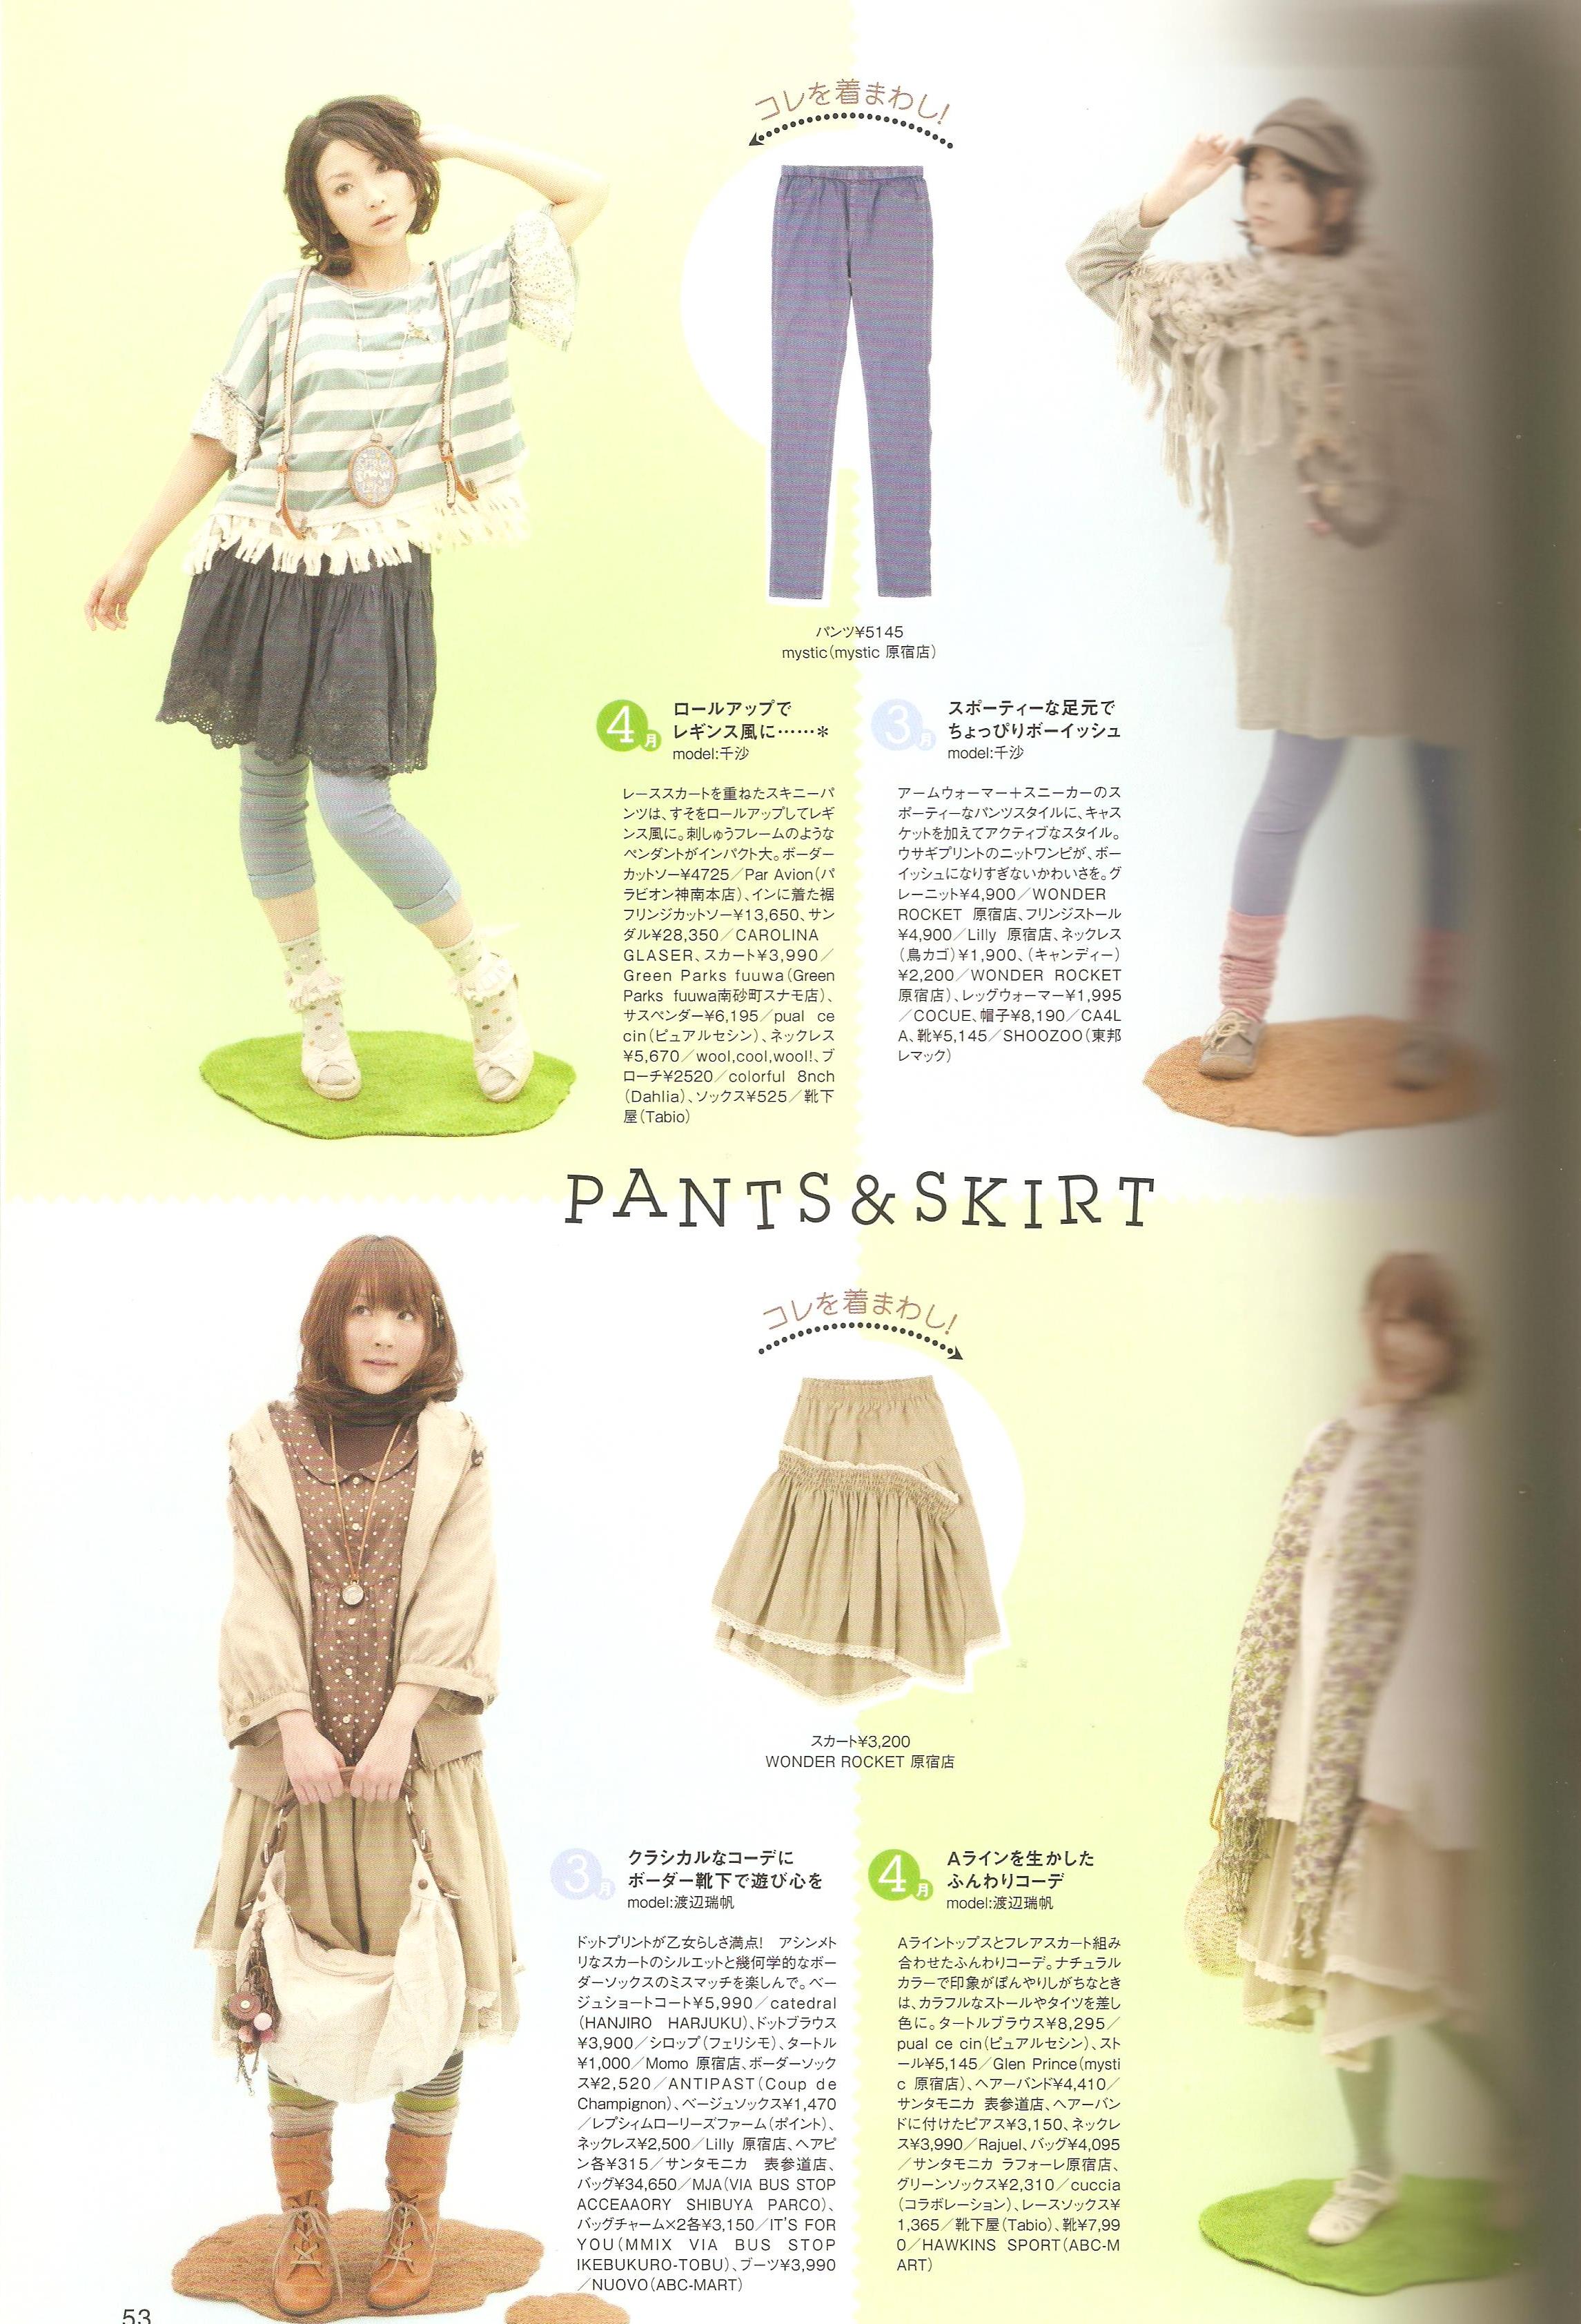 コレを着まわし!
パンツ¥5145
mystic(mystic 原宿店)
4月
ロールアップで
レギンス風に……*
model:千沙
レーススカートを重ねたスキニーパ
ンツは、すそをロールアップしてレギ
ンス風に。刺しゅうフレームのような
ペンダントがインパクト大。ボーダー
カットソー¥4725／Par Avion(パ
ラビオン神南本店)、インに着た裾
フリンジカットソー¥13,650、サン
ダル¥28,350／CAROLINA
GLASER、スカート¥3,990／
Green Parks fuuwa(Green
Parks fuuwa南砂町スナモ店)、
サスペンダー¥6,195／pual ce
cin(ピュアルセシン)、ネックレス
¥5,670／wool,cool,wool!、ブ
ローチ¥2520／colorful 8nch
(Dahlia)、ソックス¥525／靴下
屋(Tabio)
3月
スポーティーな足元で
ちょっぴりボーイッシュ
model:千沙
アームウォーマー＋スニーカーのス
ポーティーなパンツスタイルに、キャス
ケットを加えてアクティブなスタイル。
ウサギプリントのニットワンピが、ボー
イッシュになりすぎないかわいさを。グ
レーニット¥4,900／WONDER
ROCKET 原宿店、フリンジストール
¥4,900／Lilly 原宿店、ネックレス
(鳥カゴ)¥1,900、(キャンディー)
¥2,200／WONDER ROCKET
原宿店)、レッグウォーマー¥1,995
／COCUE、帽子¥8,190／CA4L
A、靴¥5,145／SHOOZOO(東邦
レマック)
PANTS&SKIRT
コレを着まわし!
スカート¥3,200
WONDER ROCKET 原宿店
3月
クラシカルなコーデに
ボーダー靴下で遊び心を
model:渡辺瑞帆
ドットプリントが乙女らしさ満点!　アシンメト
リなスカートのシルエットと幾何学的なボー
ダーソックスのミスマッチを楽しんで。ベー
ジュショートコート¥5,990／catedral
(HANJIRO HARJUKU)、ドットブラウス
¥3,900／シロップ(フェリシモ)、タートル
¥1,000／Momo 原宿店、ボーダーソック
ス¥2,520／ANTIPAST(Coup de
Champignon)、ベージュソックス¥1,470
／レプシィムローリーズファーム(ポイント)、
ネックレス¥2,500／Lilly 原宿店、ヘアピ
ン各¥315／サンタモニカ 表参道店、
バッグ¥34,650／MJA(VIA BUS STOP
ACCEAAORY SHIBUYA PARCO)、
バッグチャーム×2各¥3,150／IT'S FOR
YOU(MMIX VIA BUS STOP
IKEBUKURO-TOBU)、ブーツ¥3,990
／NUOVO(ABC-MART)
4月
Aラインを生かした
ふんわりコーデ
model:渡辺瑞帆
Aライントップスとフレアスカート組み
合わせたふんわりコーデ。ナチュラル
カラーで印象がぼんやりしがちなとき
は、カラフルなストールやタイツを差し
色に。タートルブラウス¥8,295／
pual ce cin(ピュアルセシン)、スト
ール¥5,145／Glen Prince(mysti
c 原宿店)、ヘアーバンド¥4,410／
サンタモニカ 表参道店、ヘアーバン
ドに付けたピアス¥3,150、ネックレ
ス¥3,990／Rajuel、バッグ¥4,095
／サンタモニカ ラフォーレ原宿店、
グリーンソックス¥2,310／cuccia
(コラボレーション)、レースソックス¥
1,365／靴下屋(Tabio)、靴¥7,99
0／HAWKINS SPORT(ABC-M
ART)
53